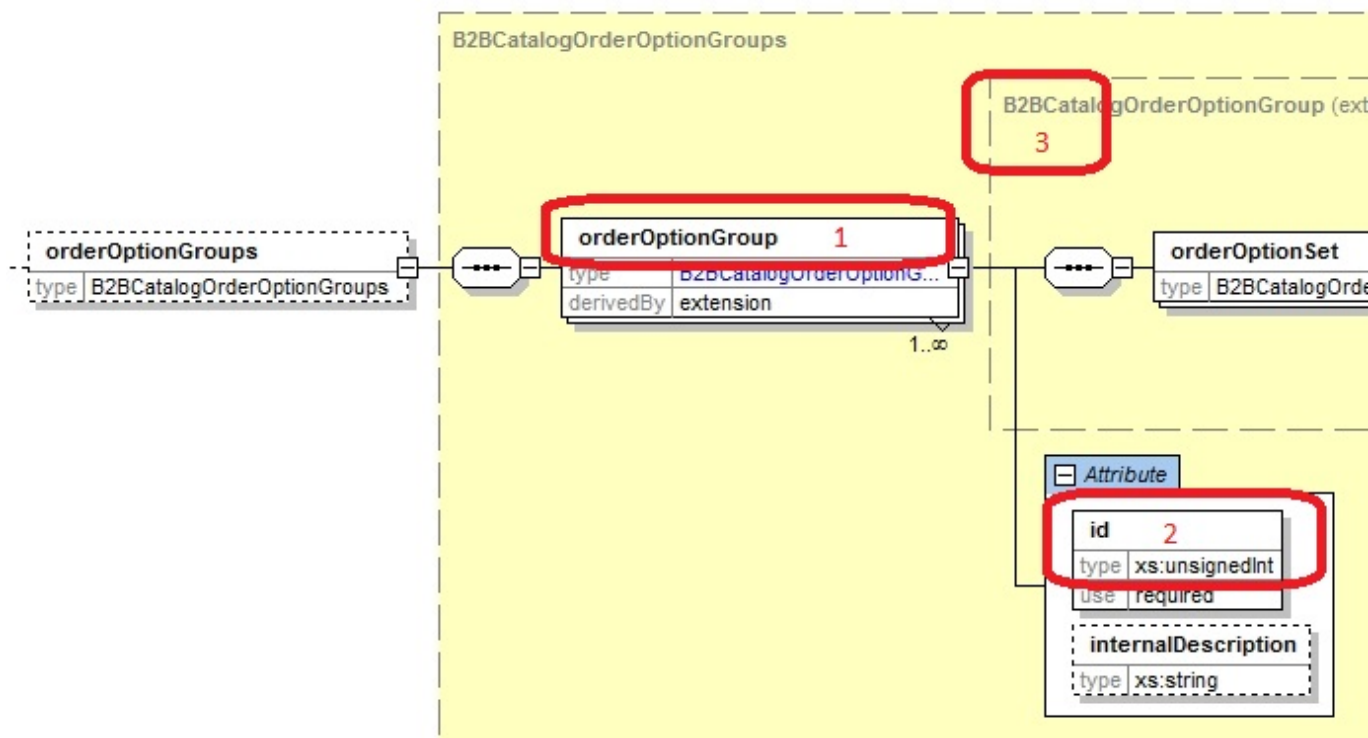 B2BCatalogOrderOptionGroups
B2BCatalogOrderOptionGroup (ext
3
orderOptionGroups
type B2BCatalogOrderOptionGroups
orderOptionGroup 1
type B2BCatalogOrderOptionG...
derivedBy extension
1..∞
orderOptionSet
type B2BCatalogOrde
Attribute
id 2
type xs:unsignedInt
use required
internalDescription
type xs:string